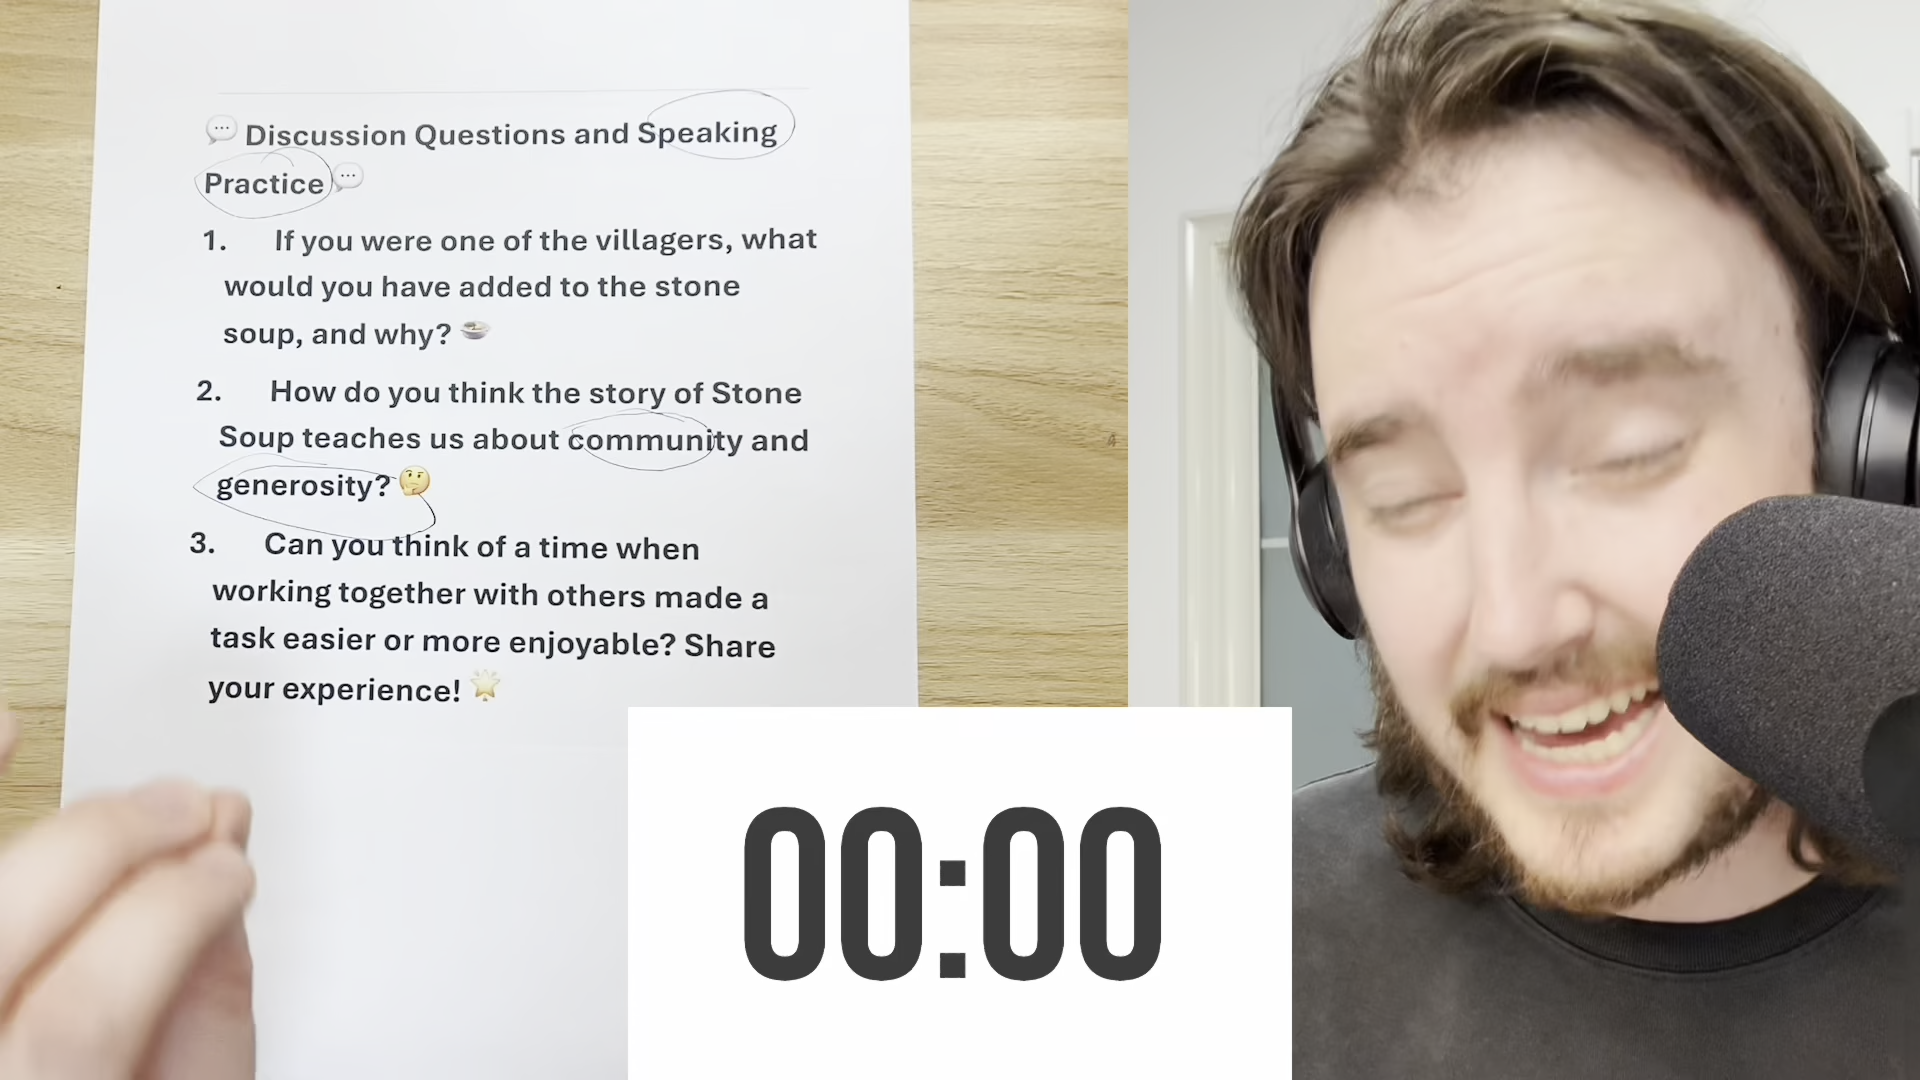 Discussion Questions and Speaking
Practice
1. If you were one of the villagers, what
would you have added to the stone
soup, and why?
2. How do you think the story of Stone
Soup teaches us about community and
generosity?
3. Can you think of a time when
working together with others made a
task easier or more enjoyable? Share
your experience!
00:00